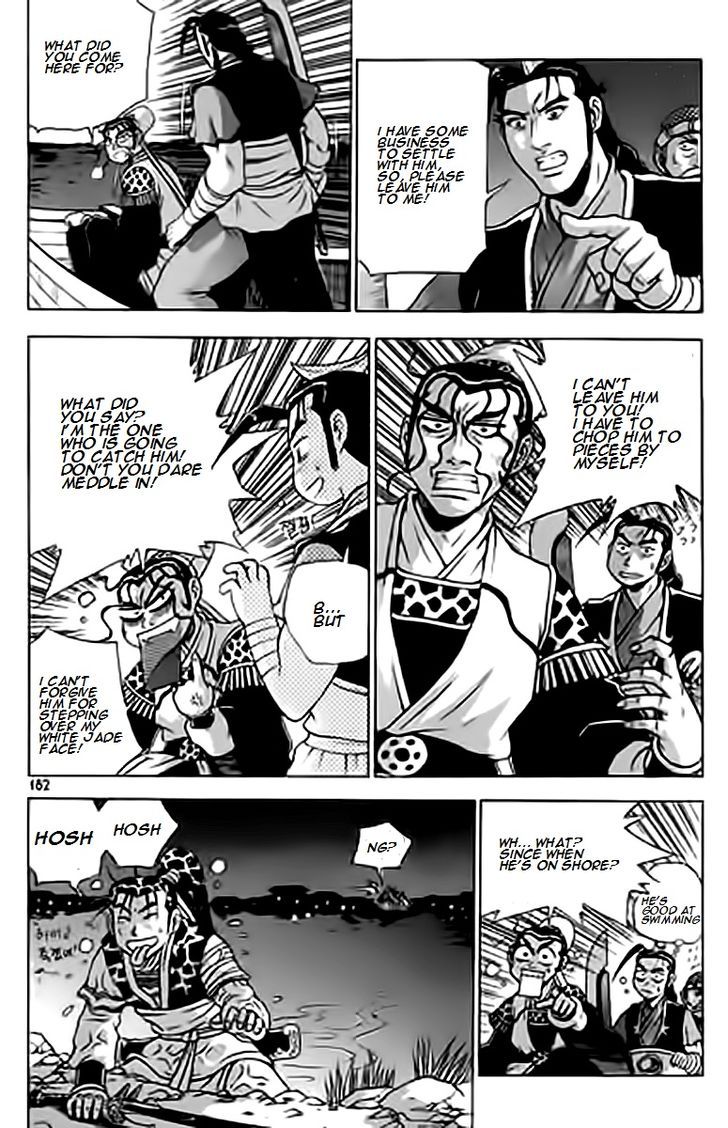 WHAT DID
YOU COME
HERE FOR?
I HAVE SOME
BUSINESS
TO SETTLE
WITH HIM,
SO, PLEASE
LEAVE HIM
TO ME!
WHAT DID
YOU SAY?
I'M THE ONE
WHO IS GOING
TO CATCH HIM!
DON'T YOU DARE
MEDDLE IN!
B...
BUT
I CAN'T
FORGIVE
HIM FOR
STEPPING
OVER MY
WHITE JADE
FACE!
I CAN'T
LEAVE HIM
TO YOU!
I HAVE TO
CHOP HIM TO
PIECES BY
MYSELF!
182
HOSH
HOSH
NG?
WH... WHAT?
SINCE WHEN
HE'S ON SHORE?
HE'S
GOOD AT
SWIMMING